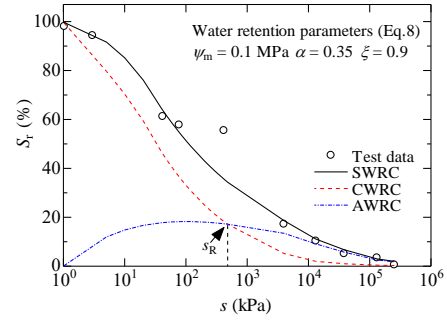 Water retention parameters (Eq.8)
ψm = 0.1 MPa α = 0.35 ξ = 0.9
100
80
60
40
20
0
Sr (%)
Test data
SWRC
CWRC
AWRC
sR
10^0 10^1 10^2 10^3 10^4 10^5 10^6
s (kPa)